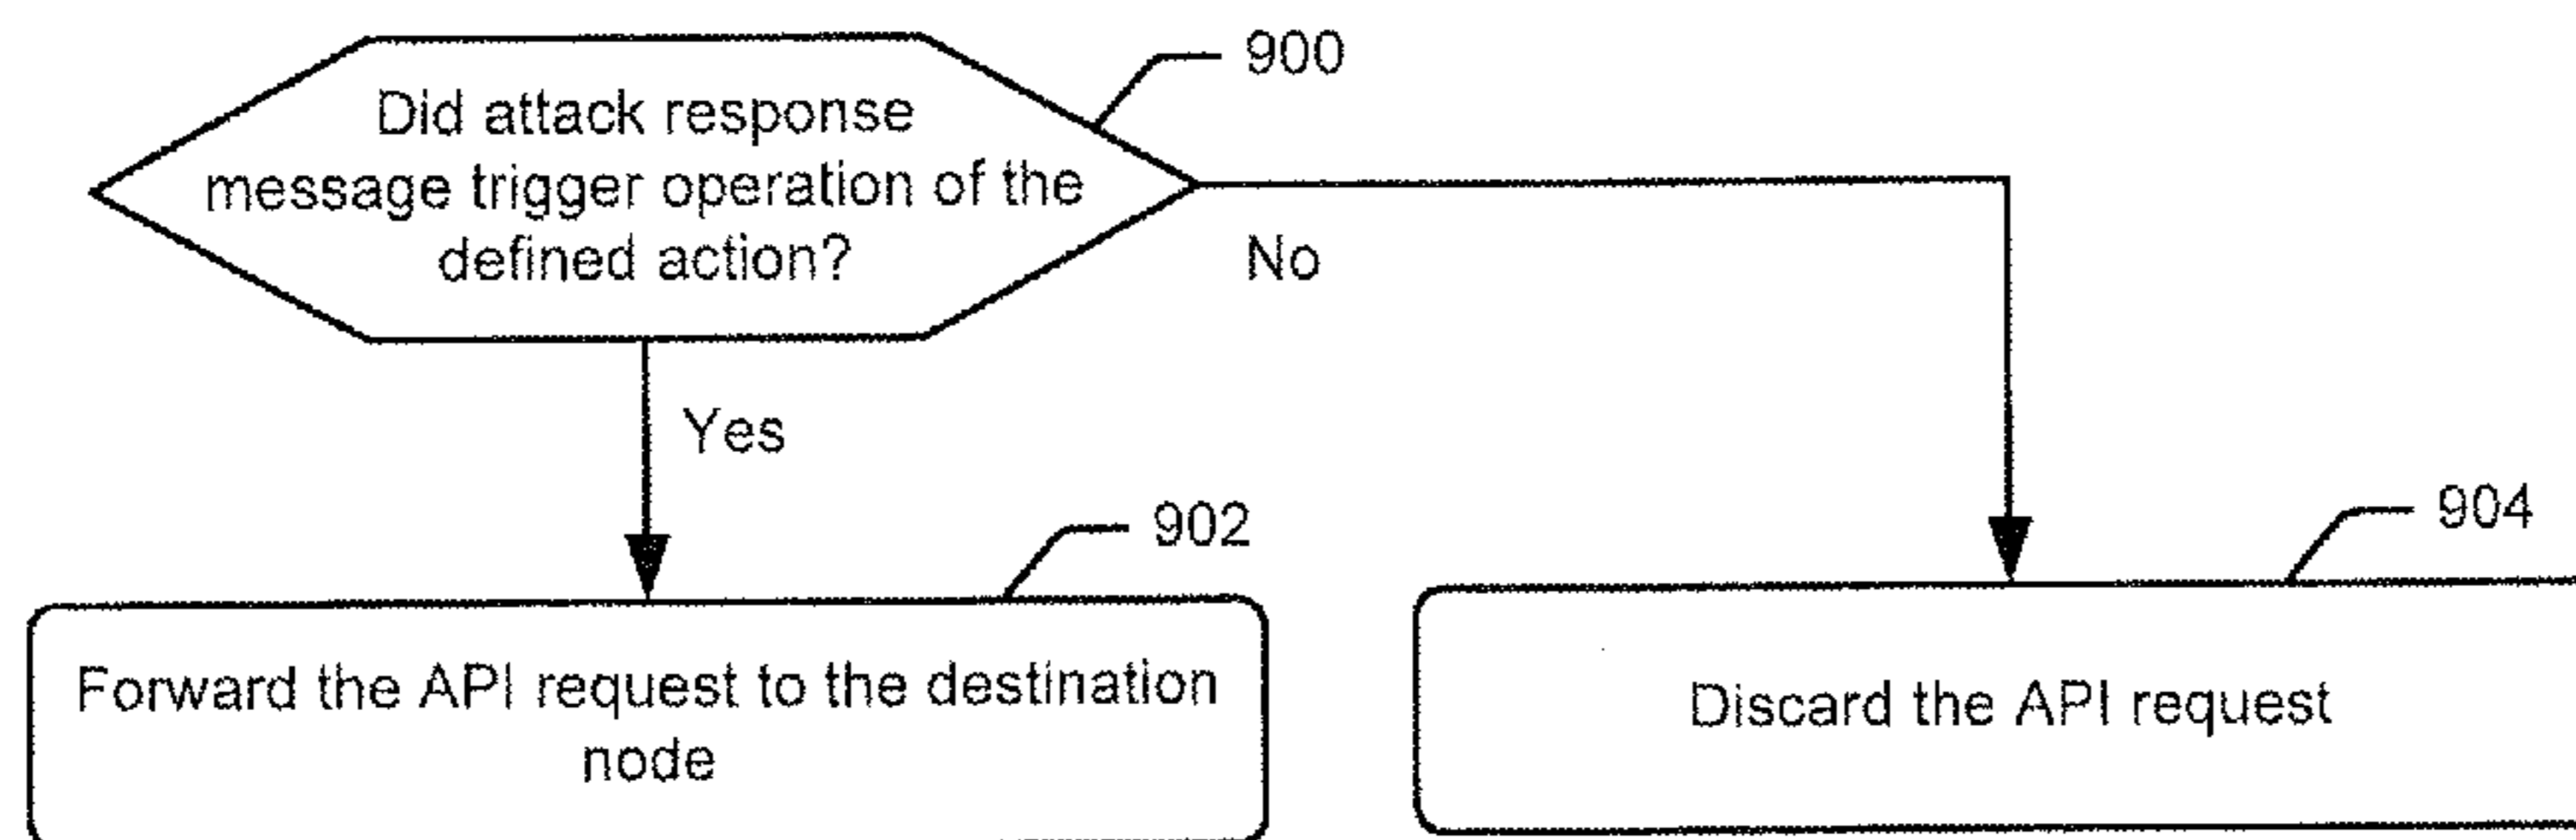 900
Did attack response
message trigger operation of the
defined action?
No
Yes
902
904
Forward the API request to the destination
node
Discard the API request